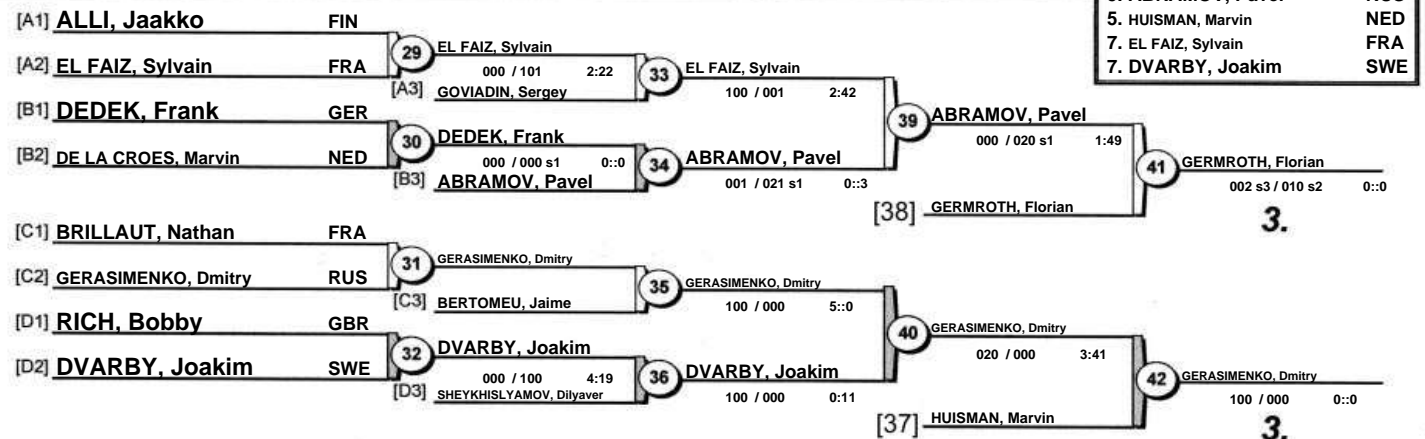 5. HUISMAN, Marvin NED
7. EL FAIZ, Sylvain FRA
7. DVARBY, Joakim SWE
[A1] ALLI, Jaakko FIN
29 EL FAIZ, Sylvain
[A2] EL FAIZ, Sylvain FRA
000 / 101 2:22
[A3] GOVIADIN, Sergey
33 EL FAIZ, Sylvain
100 / 001 2:42
[B1] DEDEK, Frank GER
30 DEDEK, Frank
[B2] DE LA CROES, Marvin NED
000 / 000 s1 0::0
[B3] ABRAMOV, Pavel
34 ABRAMOV, Pavel
001 / 021 s1 0::3
39 ABRAMOV, Pavel
000 / 020 s1 1:49
[38] GERMROTH, Florian
41 GERMROTH, Florian
002 s3 / 010 s2 0::0
3.
[C1] BRILLAUT, Nathan FRA
31 GERASIMENKO, Dmitry
[C2] GERASIMENKO, Dmitry RUS
[C3] BERTOMEU, Jaime
35 GERASIMENKO, Dmitry
100 / 000 5::0
[D1] RICH, Bobby GBR
32 DVARBY, Joakim
[D2] DVARBY, Joakim SWE
000 / 100 4:19
[D3] SHEYKHISLYAMOV, Dilyaver
36 DVARBY, Joakim
100 / 000 0:11
40 GERASIMENKO, Dmitry
020 / 000 3:41
[37] HUISMAN, Marvin
42 GERASIMENKO, Dmitry
100 / 000 0::0
3.